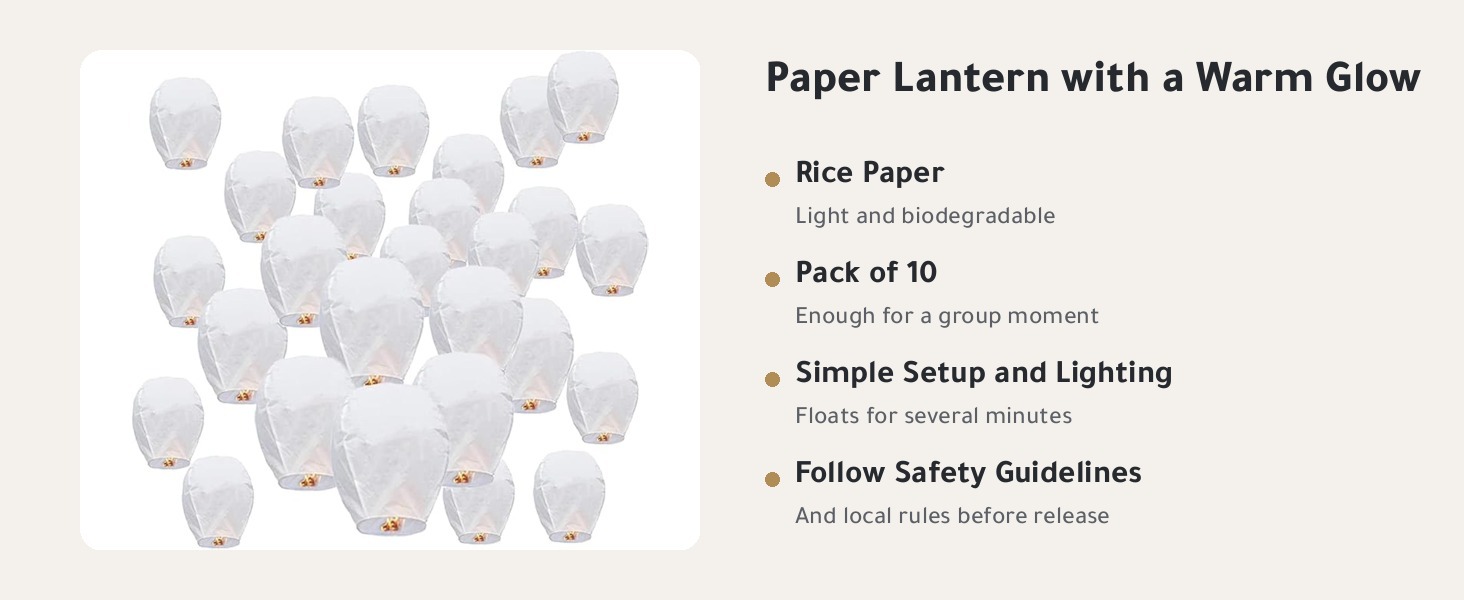 Paper Lantern with a Warm Glow
Rice Paper
Light and biodegradable
Pack of 10
Enough for a group moment
Simple Setup and Lighting
Floats for several minutes
Follow Safety Guidelines
And local rules before release